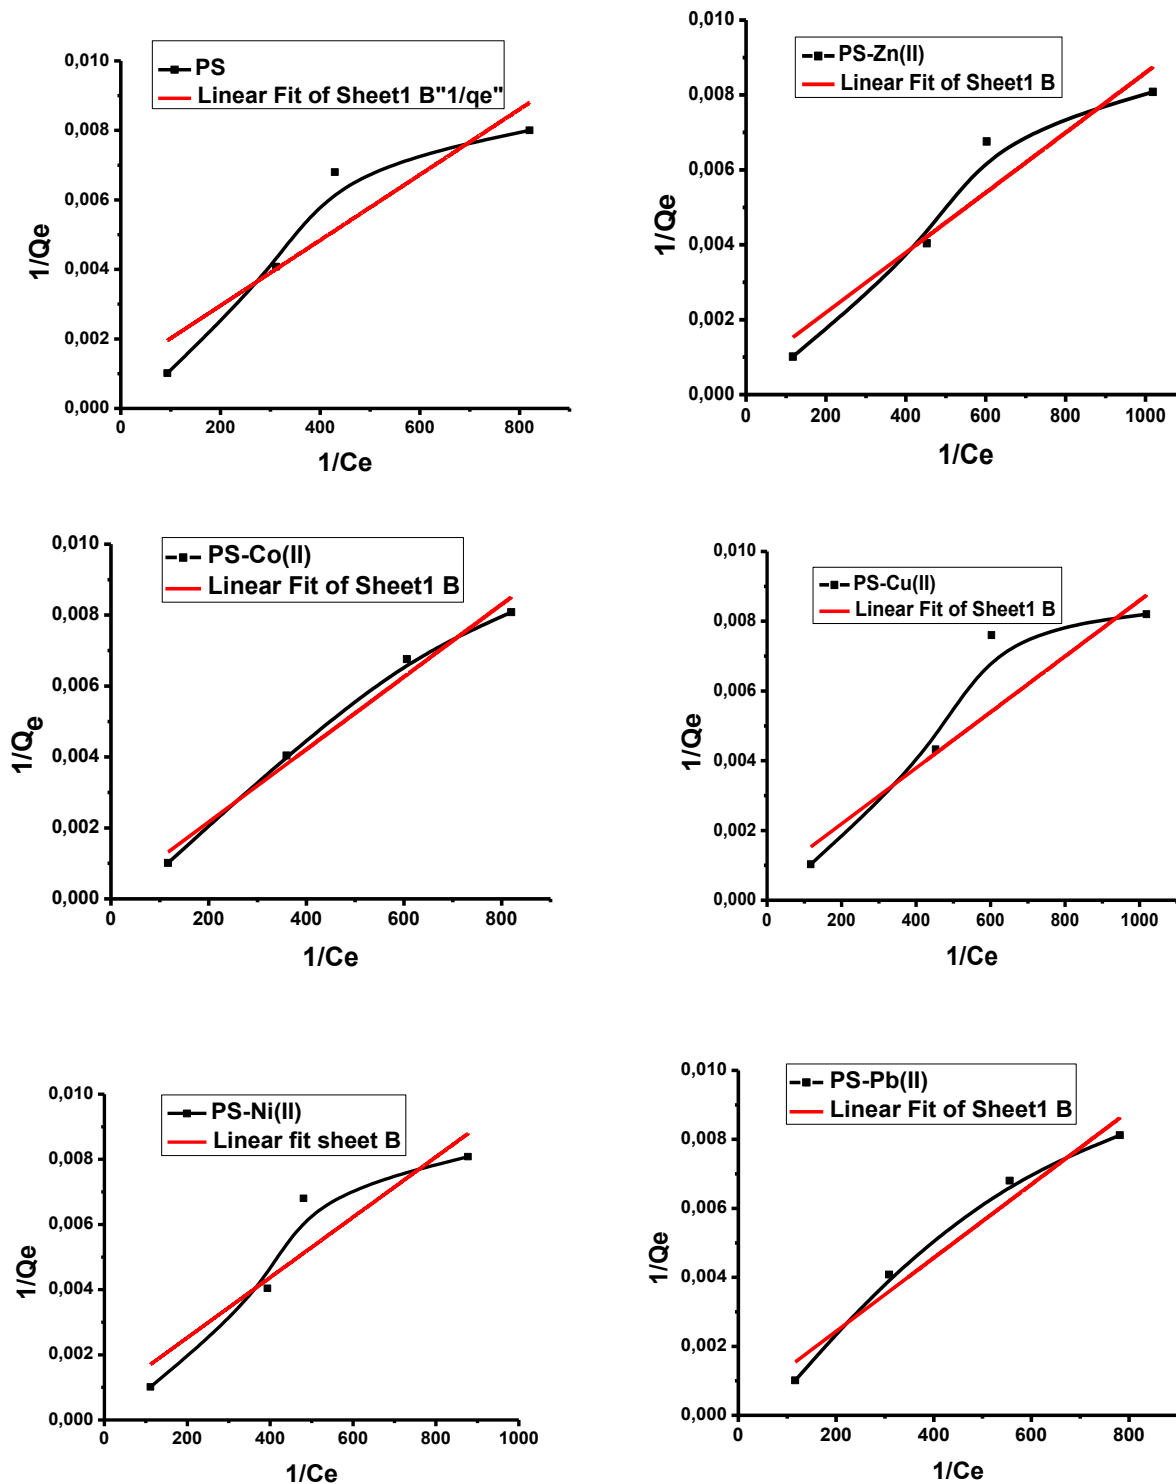 PS
Linear Fit of Sheet1 B"1/qe"
0,010
0,008
0,006
0,004
0,002
0,000
1/Qe
0 200 400 600 800
1/Ce
PS-Zn(II)
Linear Fit of Sheet1 B
0,010
0,008
0,006
0,004
0,002
0,000
1/Qe
0 200 400 600 800 1000
1/Ce
PS-Co(II)
Linear Fit of Sheet1 B
0,010
0,008
0,006
0,004
0,002
0,000
1/Qe
0 200 400 600 800
1/Ce
PS-Cu(II)
Linear Fit of Sheet1 B
0,010
0,008
0,006
0,004
0,002
0,000
1/Qe
0 200 400 600 800 1000
1/Ce
PS-Ni(II)
Linear fit sheet B
0,010
0,008
0,006
0,004
0,002
0,000
1/Qe
0 200 400 600 800 1000
1/Ce
PS-Pb(II)
Linear Fit of Sheet1 B
0,010
0,008
0,006
0,004
0,002
0,000
1/Qe
0 200 400 600 800
1/Ce